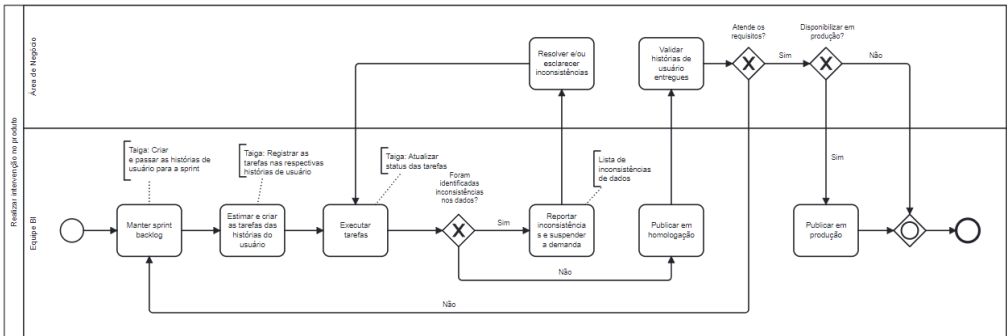 Realizar intervenção no produto
Área de Negócio
Resolver e/ou
esclarecer
inconsistências
Validar
histórias de
usuário
entregues
Atende os
requisitos?
Sim
Disponibilizar em
produção?
Não
Equipe BI
Taiga: Criar
e passar as histórias de
usuário para a sprint
Taiga: Registrar as
tarefas nas respectivas
histórias de usuário
Taiga: Atualizar
status das tarefas
Foram
identificadas
inconsistências
nos dados?
Lista de
inconsistências
de dados
Sim
Manter sprint
backlog
Estimar e criar
as tarefas das
histórias do
usuário
Executar
tarefas
Sim
Reportar
inconsistência
s e suspender
a demanda
Publicar em
homologação
Publicar em
produção
Não
Não